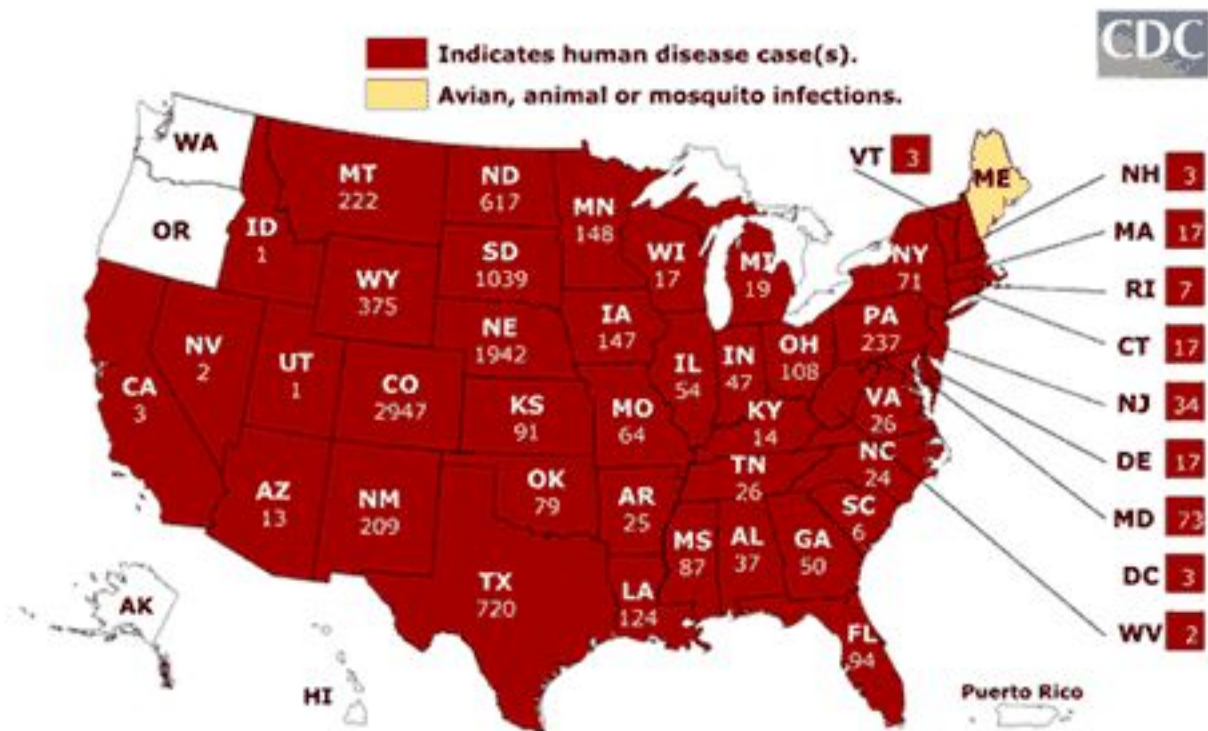 CDC
Indicates human disease case(s).
Avian, animal or mosquito infections.
WA
OR
MT
222
ID
1
ND
617
MN
148
SD
1039
WY
375
WI
17
MI
19
VT 3
ME
NH 3
MA 17
RI 7
CT 17
NJ 34
DE 17
MD 73
DC 3
WV 2
NY
71
PA
237
NE
1942
IA
147
NV
2
UT
1
CA
3
CO
2947
KS
91
MO
64
IL
54
IN
47
OH
108
KY
14
VA
26
NC
24
TN
26
SC
6
AZ
13
NM
209
OK
79
AR
25
MS
87
AL
37
GA
50
TX
720
LA
124
FL
94
AK
HI
Puerto Rico